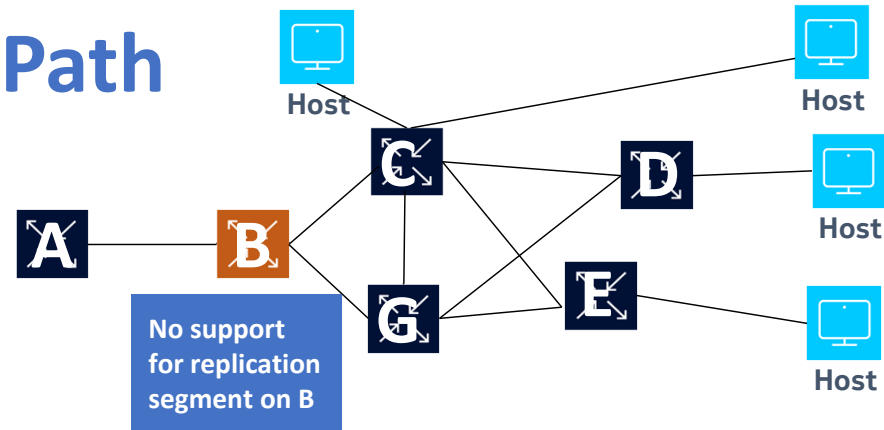 Path
Host
Host
C
D
Host
A
B
G
E
No support
for replication
segment on B
Host